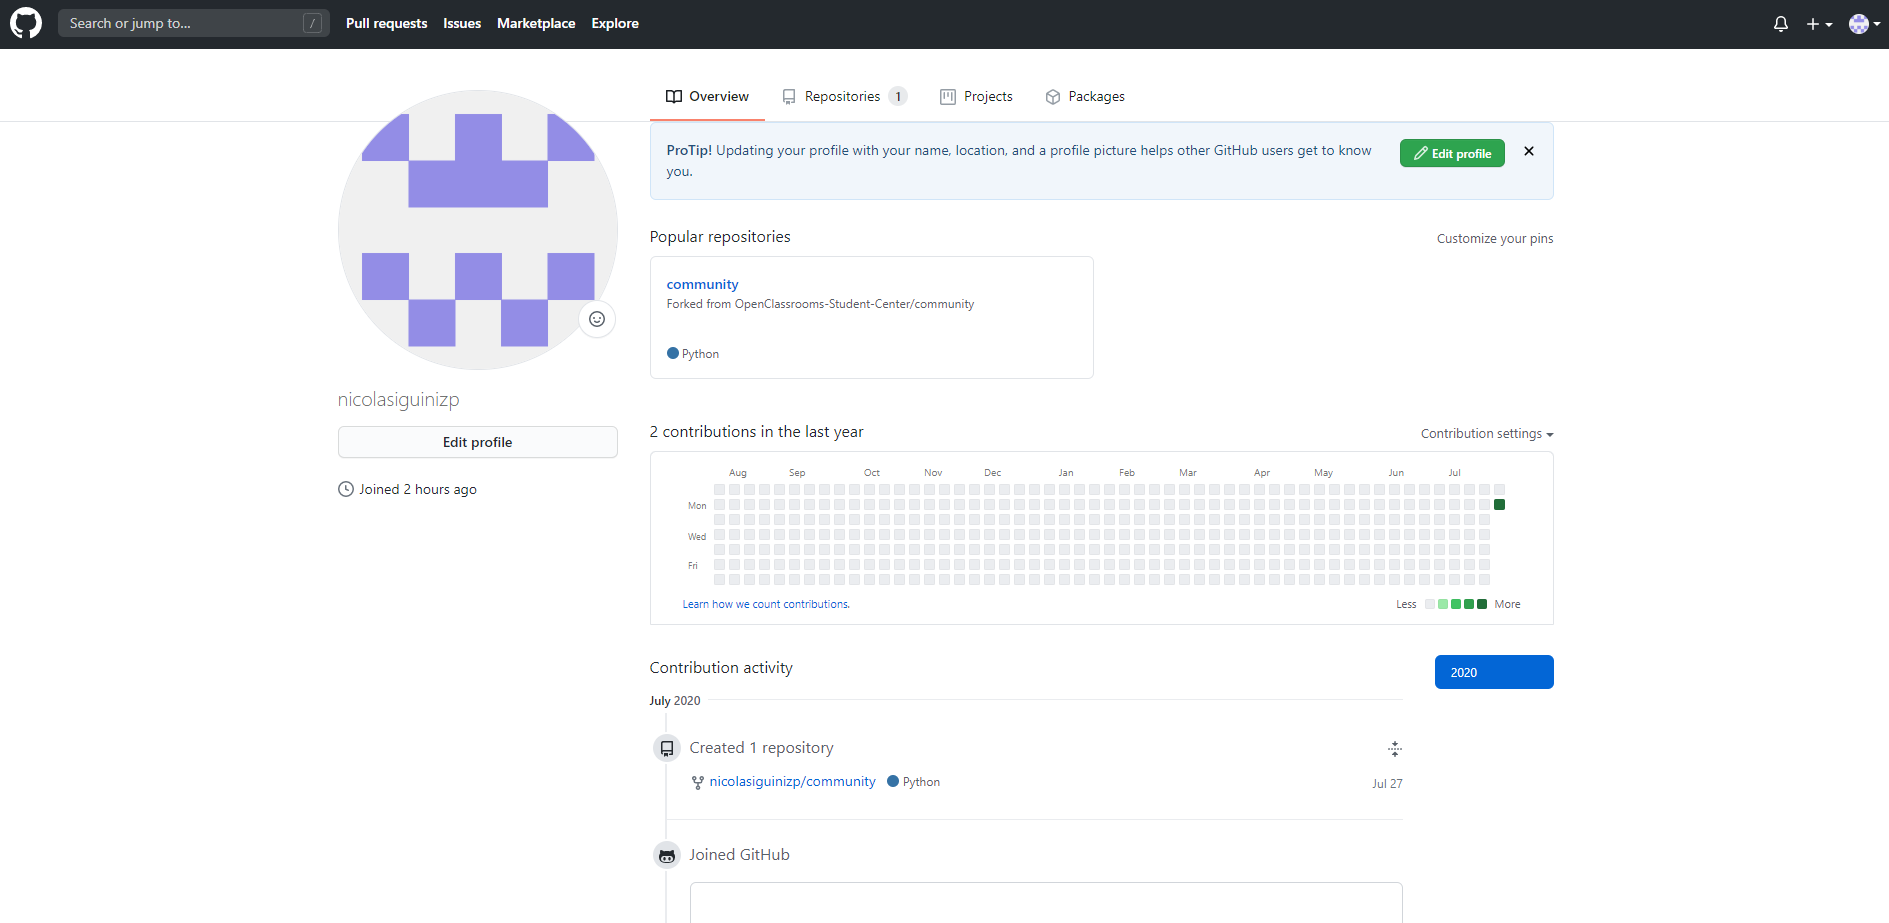 Search or jump to... /
Pull requests Issues Marketplace Explore
Overview Repositories 1 Projects Packages
ProTip! Updating your profile with your name, location, and a profile picture helps other GitHub users get to know
you.
Edit profile
Popular repositories
Customize your pins
community
Forked from OpenClassrooms-Student-Center/community
Python
nicolasiguinizp
Edit profile
Joined 2 hours ago
2 contributions in the last year
Contribution settings
Aug Sep Oct Nov Dec Jan Feb Mar Apr May Jun Jul
Mon
Wed
Fri
Learn how we count contributions.
Less More
Contribution activity
2020
July 2020
Created 1 repository
nicolasiguinizp/community Python Jul 27
Joined GitHub